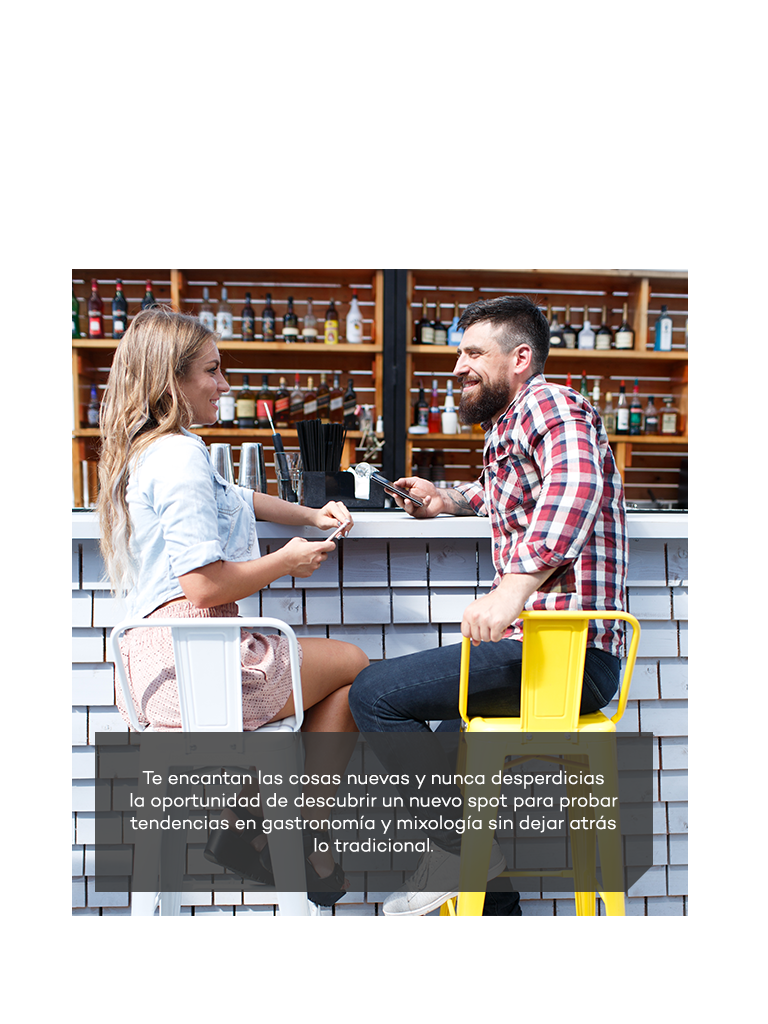 Te encantan las cosas nuevas y nunca desperdicias
la oportunidad de descubrir un nuevo spot para probar
tendencias en gastronomía y mixología sin dejar atrás
lo tradicional.